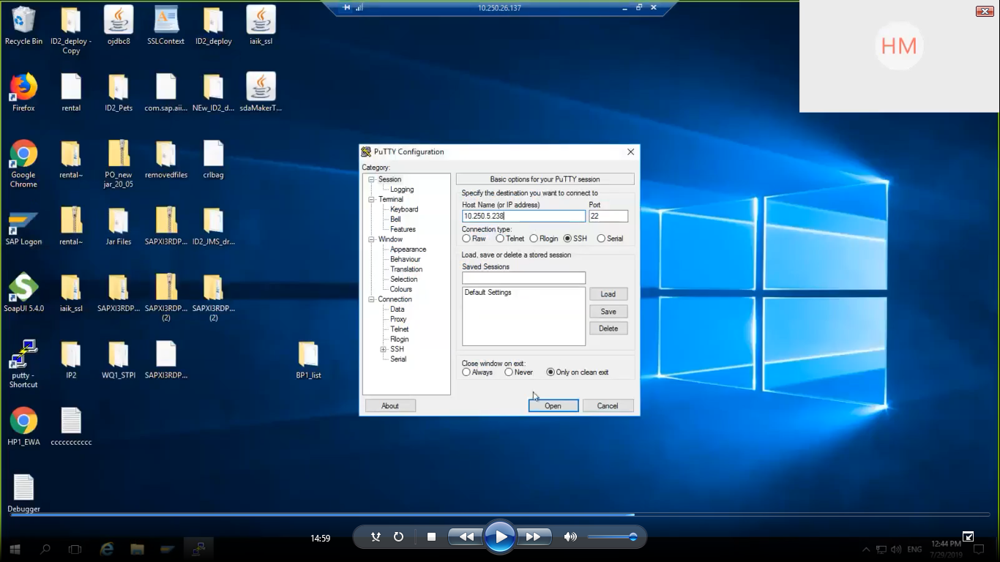 10.250.26.137
HM
Recycle Bin
ID2_deploy -
Copy
ojdbc8
SSLContext
ID2_deploy
iaik_ssl
Firefox
rental
ID2_Pets
com.sap.aii...
NEw_ID2_d...
sdaMakerT...
Google
Chrome
rental~
PO_new
jar_20_05
removedfiles
crlbag
SAP Logon
rental~
Jar Files
SAPXI3RDP...
ID2_JMS_dr...
SoapUI 5.4.0
iaik_ssl
SAPXI3RDP...
SAPXI3RDP...
(2)
SAPXI3RDP...
(2)
putty -
Shortcut
IP2
WQ1_STPI
SAPXI3RDP...
BP1_list
HP1_EWA
ccccccccccc
Debugger
PuTTY Configuration
Category:
Session
Logging
Terminal
Keyboard
Bell
Features
Window
Appearance
Behaviour
Translation
Selection
Colours
Connection
Data
Proxy
Telnet
Rlogin
SSH
Serial
Basic options for your PuTTY session
Specify the destination you want to connect to
Host Name (or IP address) Port
10.250.5.238 22
Connection type:
Raw Telnet Rlogin SSH Serial
Load, save or delete a stored session
Saved Sessions
Default Settings
Load
Save
Delete
Close window on exit:
Always Never Only on clean exit
About Open Cancel
14:59
ENG
12:44 PM
7/29/2019